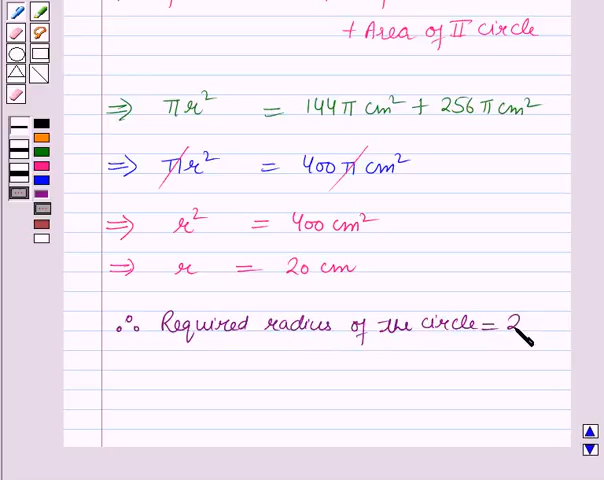 + Area of II circle
⇒ πr² = 144π cm² + 256π cm²
⇒ πr² = 400π cm²
⇒ r² = 400 cm²
⇒ r = 20 cm
∴ Required radius of the circle = 2